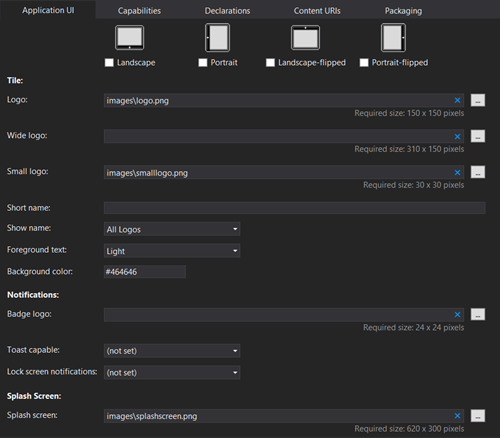 Application UI Capabilities Declarations Content URIs Packaging
Landscape Portrait Landscape-flipped Portrait-flipped
Tile:
Logo: images\logo.png ...
Required size: 150 x 150 pixels
Wide logo: ...
Required size: 310 x 150 pixels
Small logo: images\smalllogo.png ...
Required size: 30 x 30 pixels
Short name:
Show name: All Logos
Foreground text: Light
Background color: #464646
Notifications:
Badge logo: ...
Required size: 24 x 24 pixels
Toast capable: (not set)
Lock screen notifications: (not set)
Splash Screen:
Splash screen: images\splashscreen.png ...
Required size: 620 x 300 pixels